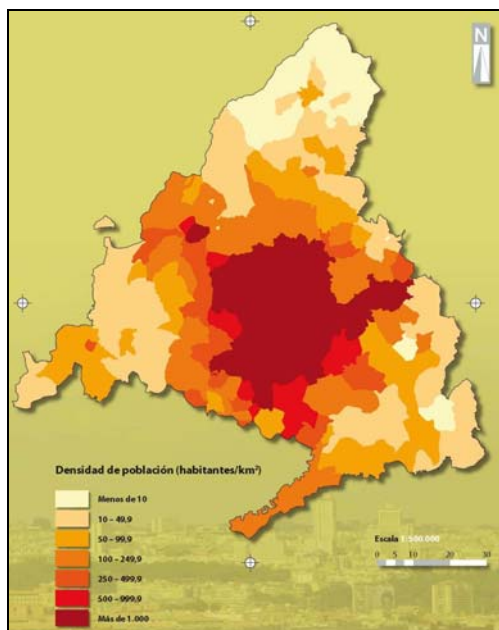 N
Densidad de población (habitantes/km²)
Menos de 10
10 – 49,9
50 – 99,9
100 – 249,9
250 – 499,9
500 – 999,9
Más de 1.000
Escala 1:500.000
0 5 10 20 30